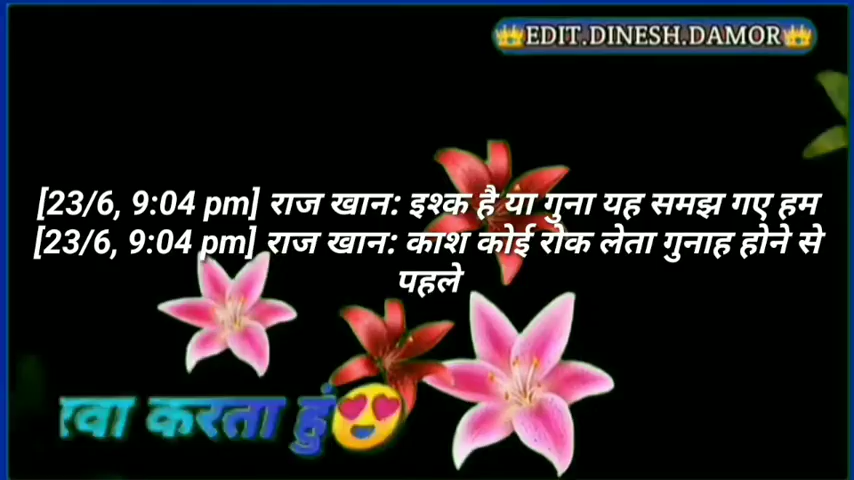 👑EDIT.DINESH.DAMOR👑
[23/6, 9:04 pm] राज खान: इश्क है या गुना यह समझ गए हम
[23/6, 9:04 pm] राज खान: काश कोई रोक लेता गुनाह होने से
पहले
करता हुं😍